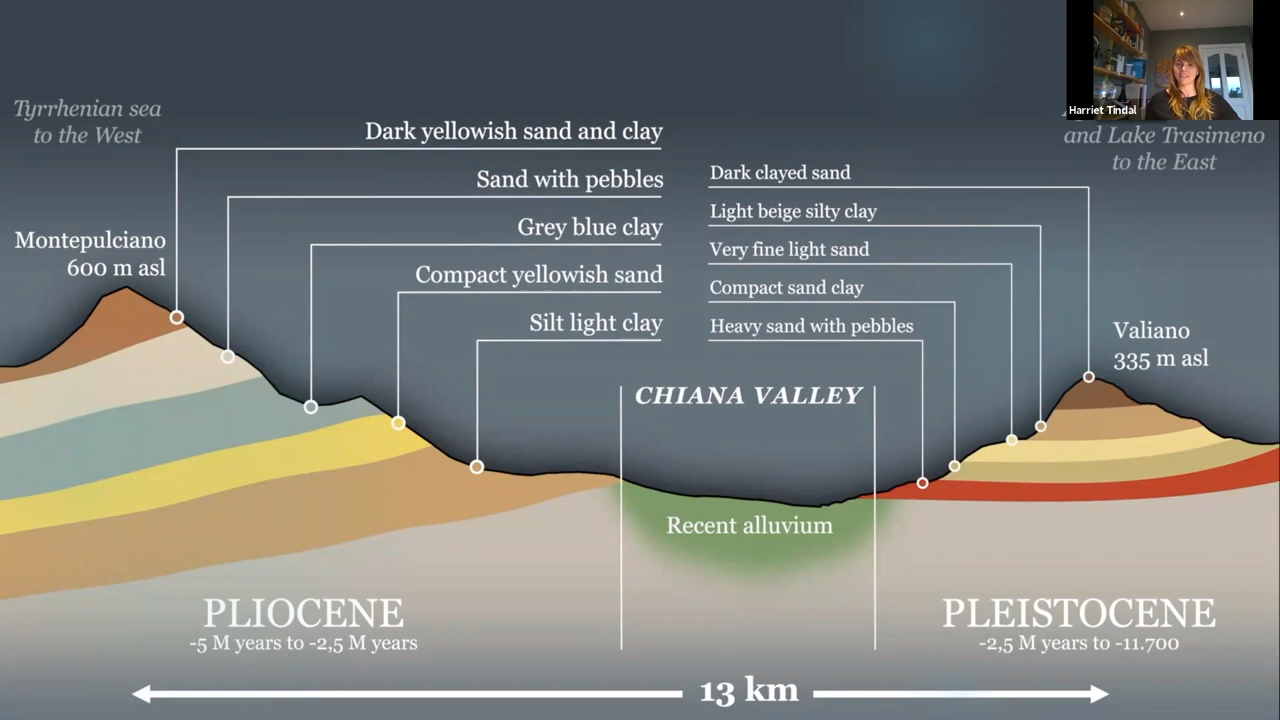 Harriet Tindal
Tyrrhenian sea
to the West
and Lake Trasimeno
to the East
Dark yellowish sand and clay
Sand with pebbles
Grey blue clay
Compact yellowish sand
Silt light clay
Dark clayed sand
Light beige silty clay
Very fine light sand
Compact sand clay
Heavy sand with pebbles
Montepulciano
600 m asl
Valiano
335 m asl
CHIANA VALLEY
Recent alluvium
PLIOCENE
-5 M years to -2,5 M years
PLEISTOCENE
-2,5 M years to -11.700
13 km